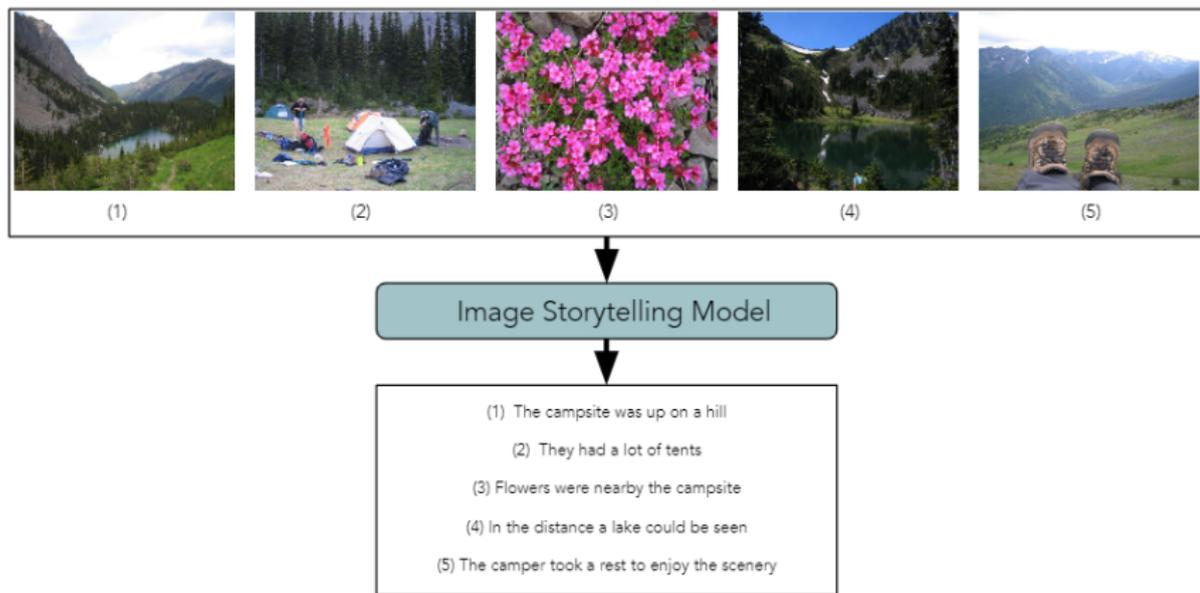 (1)
(2)
(3)
(4)
(5)
Image Storytelling Model
(1) The campsite was up on a hill
(2) They had a lot of tents
(3) Flowers were nearby the campsite
(4) In the distance a lake could be seen
(5) The camper took a rest to enjoy the scenery